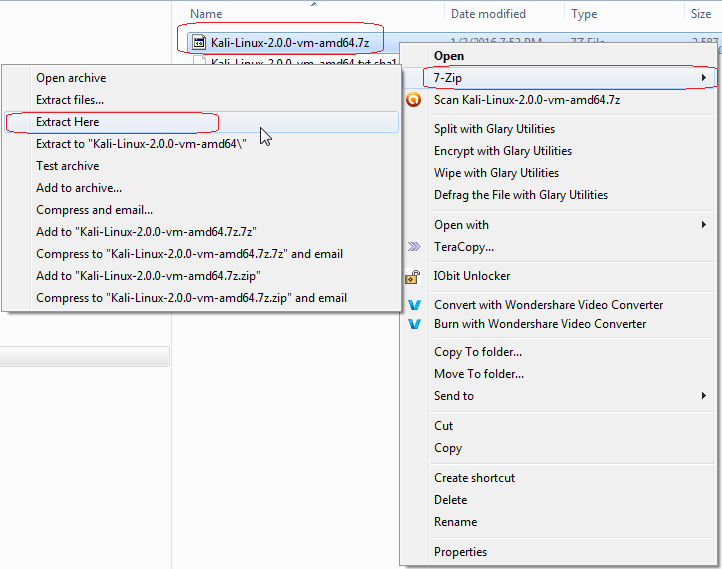 Name Date modified Type Size
Kali-Linux-2.0.0-vm-amd64.7z 1/2/2016 7:52 PM 7Z File 2,587
Kali-Linux-2.0.0-vm-amd64.txt.sha1
Open
7-Zip
Scan Kali-Linux-2.0.0-vm-amd64.7z
Split with Glary Utilities
Encrypt with Glary Utilities
Wipe with Glary Utilities
Defrag the File with Glary Utilities
Open with
TeraCopy...
IObit Unlocker
Convert with Wondershare Video Converter
Burn with Wondershare Video Converter
Copy To folder...
Move To folder...
Send to
Cut
Copy
Create shortcut
Delete
Rename
Properties
Open archive
Extract files...
Extract Here
Extract to "Kali-Linux-2.0.0-vm-amd64\"
Test archive
Add to archive...
Compress and email...
Add to "Kali-Linux-2.0.0-vm-amd64.7z.7z"
Compress to "Kali-Linux-2.0.0-vm-amd64.7z.7z" and email
Add to "Kali-Linux-2.0.0-vm-amd64.7z.zip"
Compress to "Kali-Linux-2.0.0-vm-amd64.7z.zip" and email